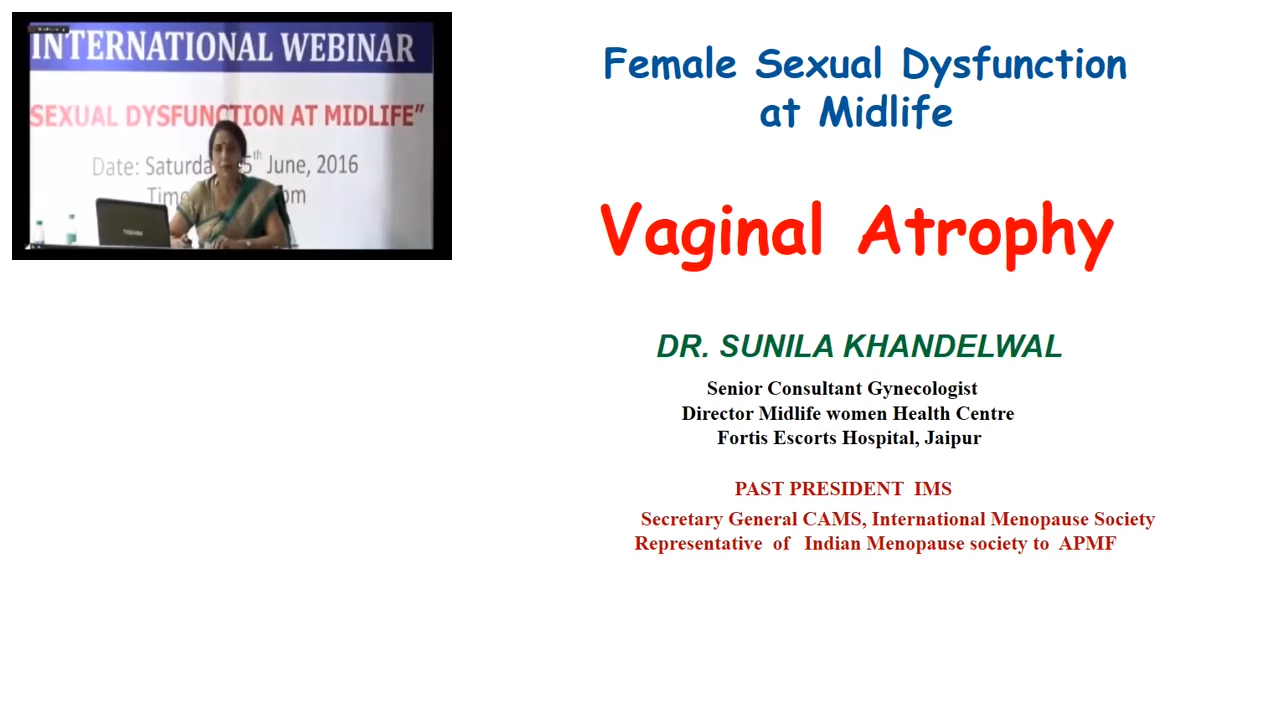 INTERNATIONAL WEBINAR
SEXUAL DYSFUNCTION AT MIDLIFE”
Date: 5th June, 2016
TOSHIBA
Female Sexual Dysfunction
at Midlife
Vaginal Atrophy
DR. SUNILA KHANDELWAL
Senior Consultant Gynecologist
Director Midlife women Health Centre
Fortis Escorts Hospital, Jaipur
PAST PRESIDENT IMS
Secretary General CAMS, International Menopause Society
Representative of Indian Menopause society to APMF